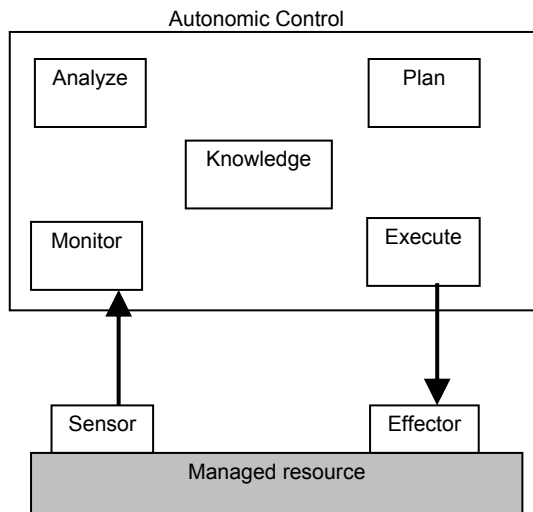 Autonomic Control
Analyze
Plan
Knowledge
Monitor
Execute
Sensor
Effector
Managed resource